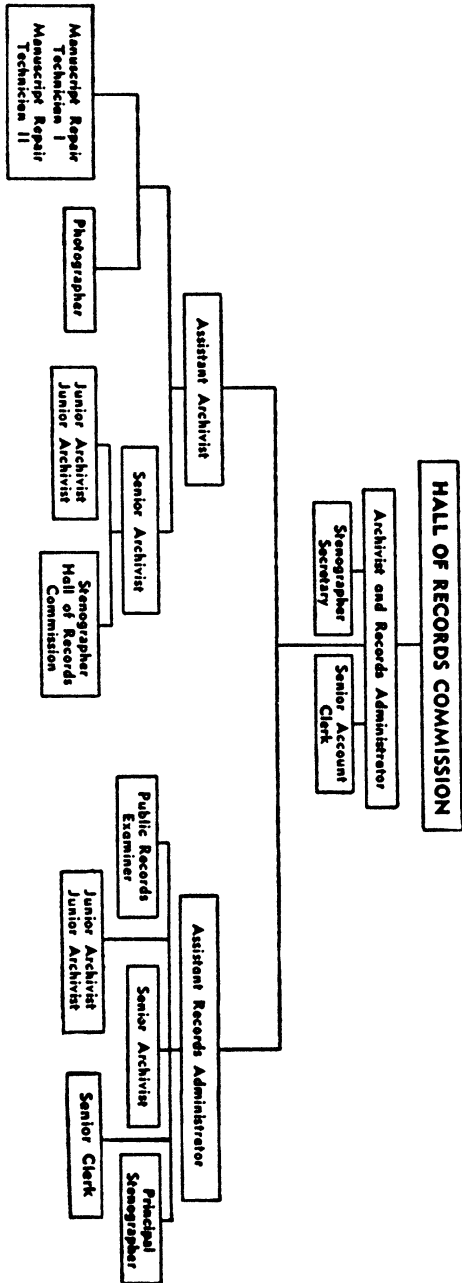 HALL OF RECORDS COMMISSION
Archivist and Records Administrator
Stenographer
Secretary
Senior Account
Clerk
Assistant Archivist
Assistant Records Administrator
Manuscript Repair
Technician I
Manuscript Repair
Technician II
Photographer
Senior Archivist
Junior Archivist
Junior Archivist
Stenographer
Hall of Records
Commission
Public Records
Examiner
Junior Archivist
Junior Archivist
Senior Archivist
Senior Clerk
Principal
Stenographer